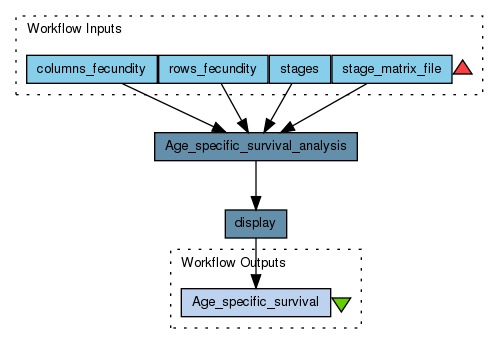 Workflow Inputs
columns_fecundity rows_fecundity stages stage_matrix_file
Age_specific_survival_analysis
display
Workflow Outputs
Age_specific_survival